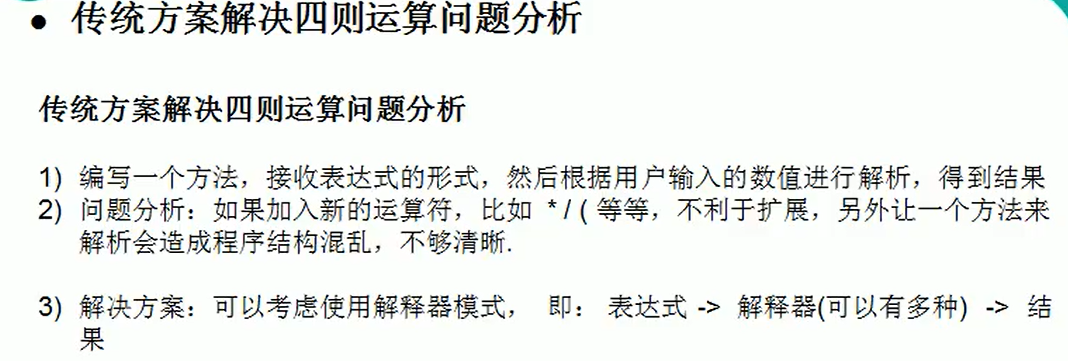 ● 传统方案解决四则运算问题分析
传统方案解决四则运算问题分析
1) 编写一个方法，接收表达式的形式，然后根据用户输入的数值进行解析，得到结果
2) 问题分析：如果加入新的运算符，比如 * / ( 等等，不利于扩展，另外让一个方法来
解析会造成程序结构混乱，不够清晰.
3) 解决方案：可以考虑使用解释器模式， 即： 表达式 -> 解释器(可以有多种) -> 结
果